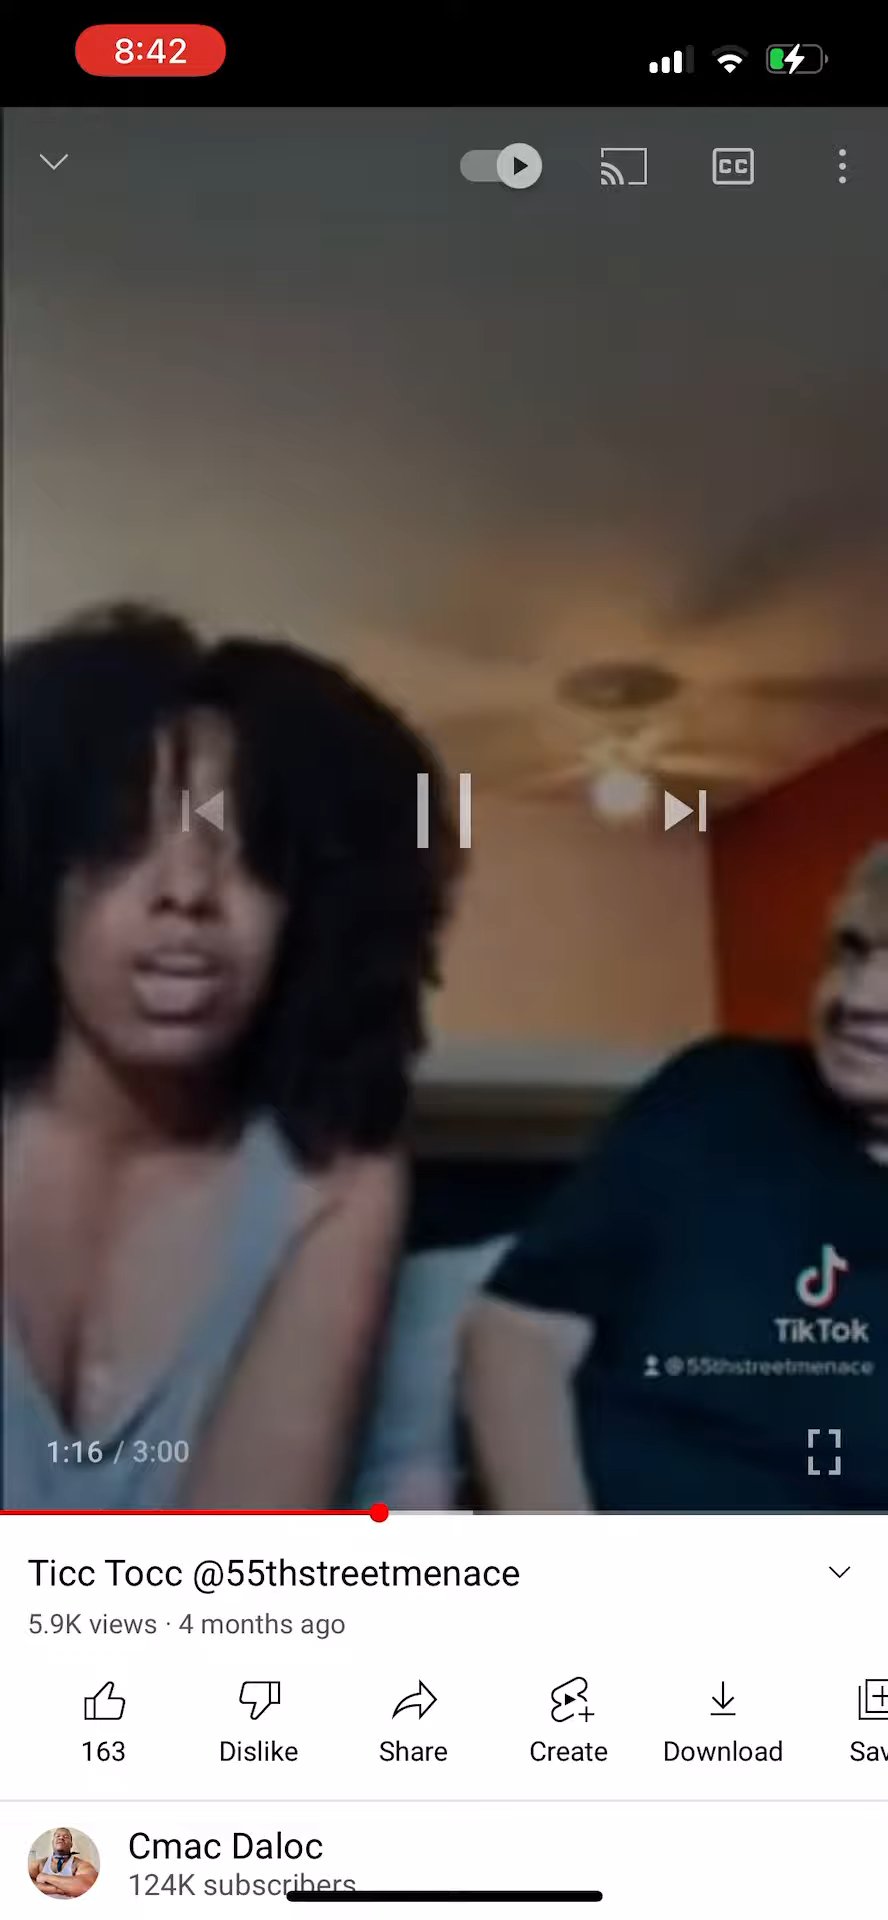 8:42
CC
TikTok
@55thstreetmenace
1:16 / 3:00
Ticc Tocc @55thstreetmenace
5.9K views · 4 months ago
163 Dislike Share Create Download Sav
Cmac Daloc
124K subscribers